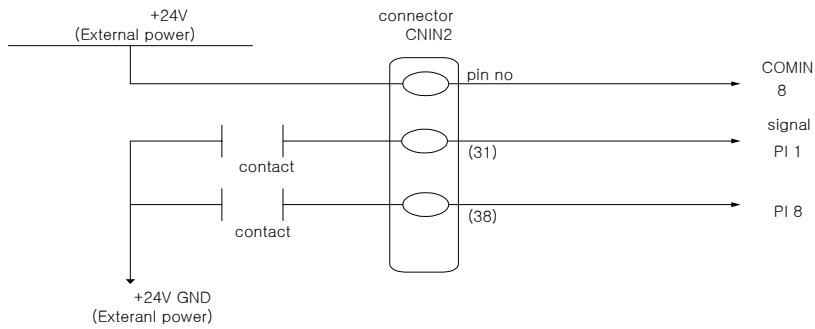 +24V
(External power)
connector
CNIN2
pin no
COMIN
8
signal
(31)
PI 1
contact
(38)
PI 8
contact
+24V GND
(Exteranl power)